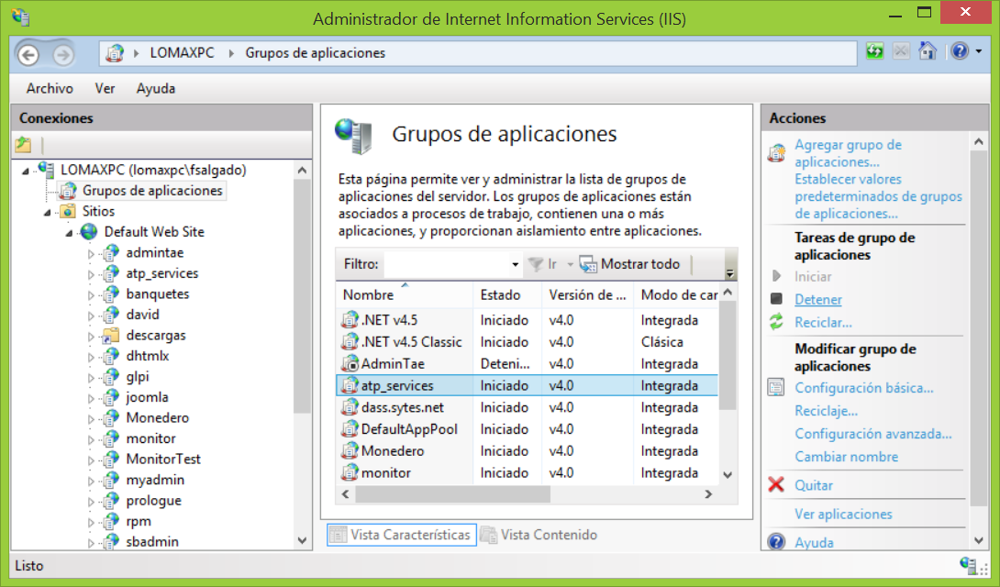 Administrador de Internet Information Services (IIS)
LOMAXPC
Grupos de aplicaciones
Archivo Ver Ayuda
Conexiones
LOMAXPC (lomaxpc\fsalgado)
Grupos de aplicaciones
Sitios
Default Web Site
admintae
atp_services
banquetes
david
descargas
dhtmlx
glpi
joomla
Monedero
monitor
MonitorTest
myadmin
prologue
rpm
sbadmin
Grupos de aplicaciones
Esta página permite ver y administrar la lista de grupos de
aplicaciones del servidor. Los grupos de aplicaciones están
asociados a procesos de trabajo, contienen una o más
aplicaciones, y proporcionan aislamiento entre aplicaciones.
Filtro: Ir Mostrar todo
Nombre Estado Versión de ... Modo de car
.NET v4.5 Iniciado v4.0 Integrada
.NET v4.5 Classic Iniciado v4.0 Clásica
AdminTae Deteni... v4.0 Integrada
atp_services Iniciado v4.0 Integrada
dass.sytes.net Iniciado v4.0 Integrada
DefaultAppPool Iniciado v4.0 Integrada
Monedero Iniciado v4.0 Integrada
monitor Iniciado v4.0 Integrada
Vista Características Vista Contenido
Acciones
Agregar grupo de
aplicaciones...
Establecer valores
predeterminados de grupos
de aplicaciones...
Tareas de grupo de
aplicaciones
Iniciar
Detener
Reciclar...
Modificar grupo de
aplicaciones
Configuración básica...
Reciclaje...
Configuración avanzada...
Cambiar nombre
Quitar
Ver aplicaciones
Ayuda
Listo